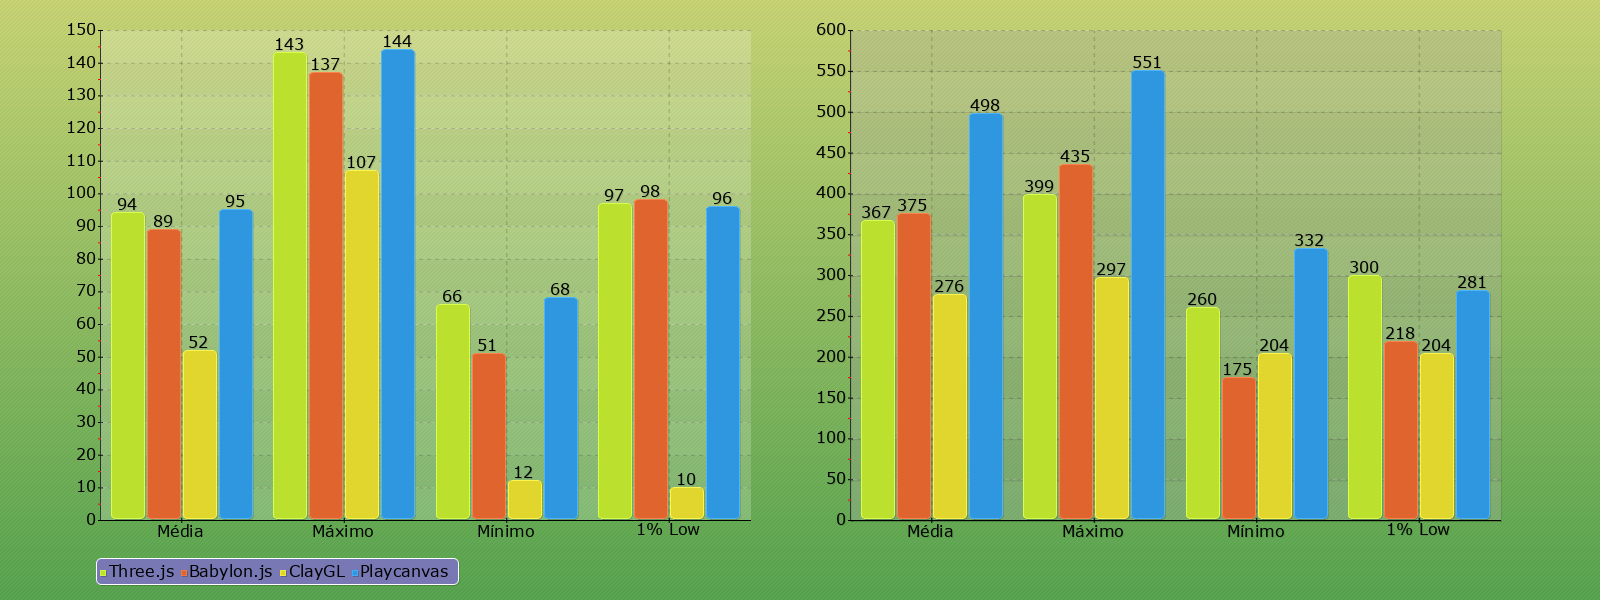 150
140
130
120
110
100
90
80
70
60
50
40
30
20
10
0
94 89 52 95
143 137 107 144
66 51 12 68
97 98 10 96
Média Máximo Mínimo 1% Low
600
550
500
450
400
350
300
250
200
150
100
50
0
367 375 276 498
399 435 297 551
260 175 204 332
300 218 204 281
Média Máximo Mínimo 1% Low
Three.js Babylon.js ClayGL Playcanvas